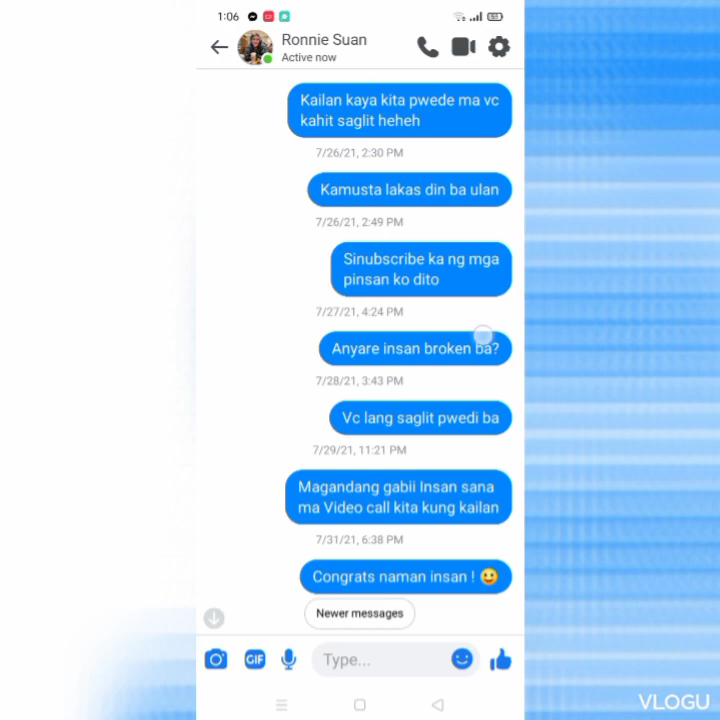 1:06
Ronnie Suan
Active now
Kailan kaya kita pwede ma vc
kahit saglit heheh
7/26/21, 2:30 PM
Kamusta lakas din ba ulan
7/26/21, 2:49 PM
Sinubscribe ka ng mga
pinsan ko dito
7/27/21, 4:24 PM
Anyare insan broken ba?
7/28/21, 3:43 PM
Vc lang saglit pwedi ba
7/29/21, 11:21 PM
Magandang gabii Insan sana
ma Video call kita kung kailan
7/31/21, 6:38 PM
Congrats naman insan ! 😉
Newer messages
GIF
Type...
VLOGU